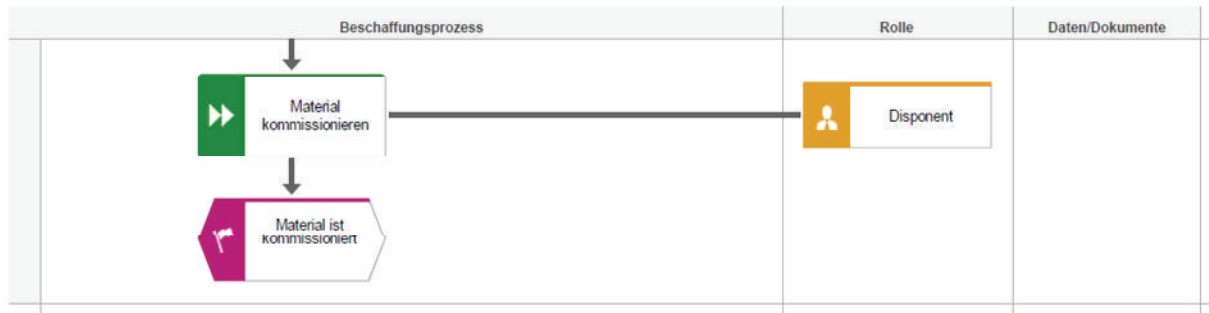 Beschaffungsprozess
Rolle
Daten/Dokumente
Material
kommissionieren
Disponent
Material ist
kommissioniert